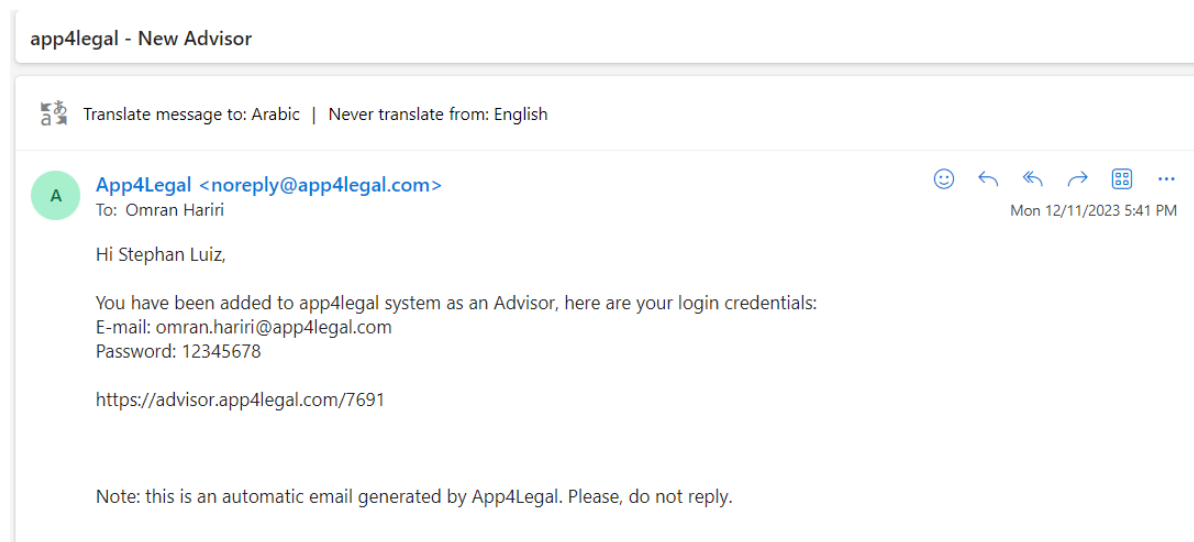 app4legal - New Advisor
Translate message to: Arabic | Never translate from: English
A
App4Legal <noreply@app4legal.com>
To: Omran Hariri
Mon 12/11/2023 5:41 PM
Hi Stephan Luiz,
You have been added to app4legal system as an Advisor, here are your login credentials:
E-mail: omran.hariri@app4legal.com
Password: 12345678
https://advisor.app4legal.com/7691
Note: this is an automatic email generated by App4Legal. Please, do not reply.